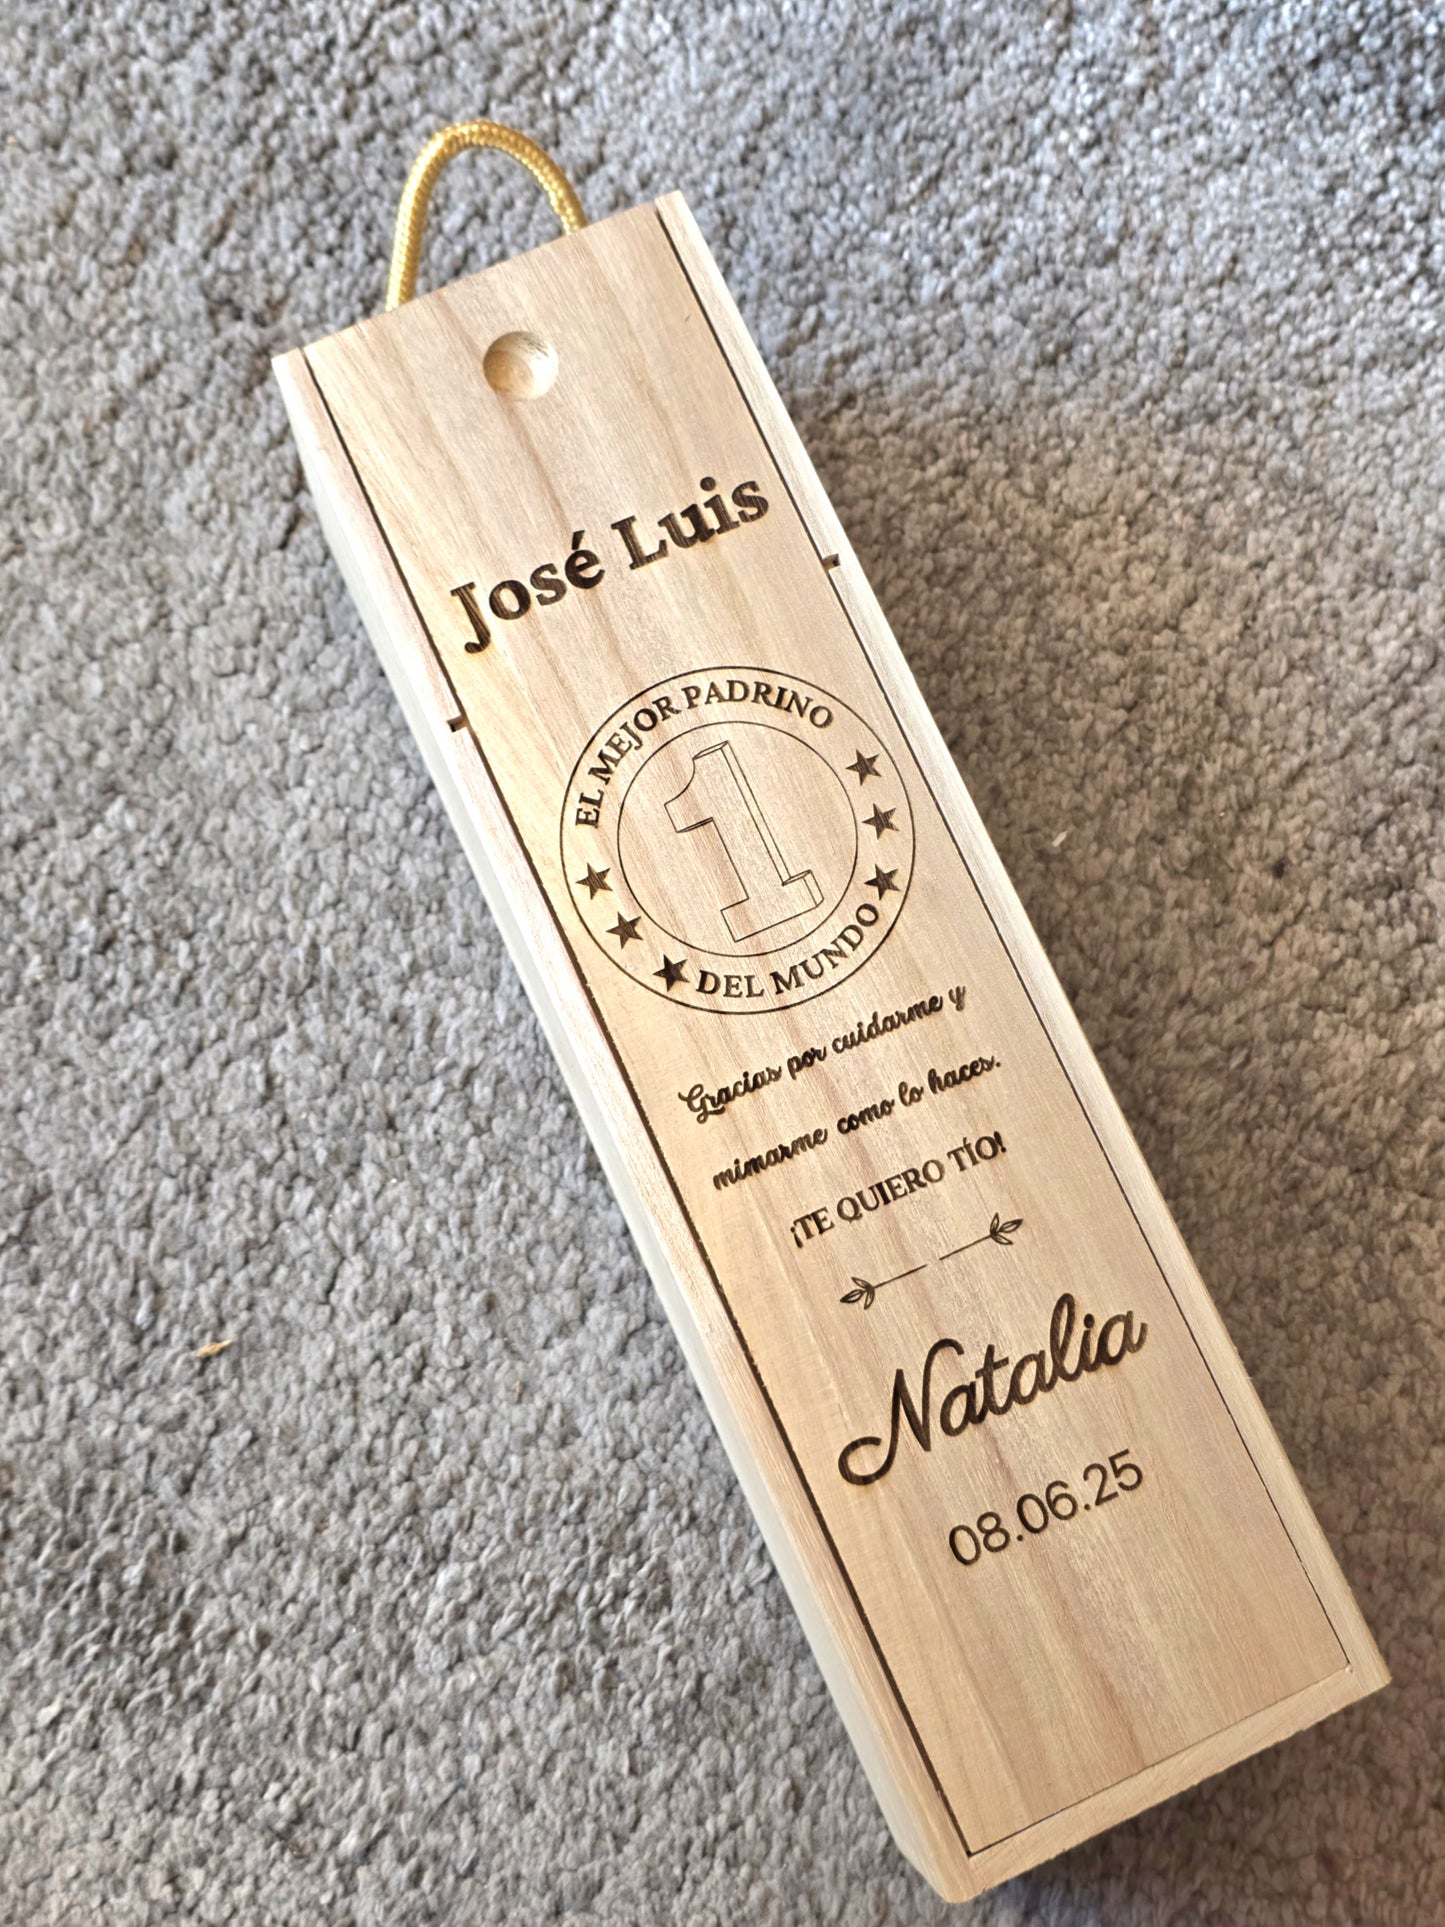 José Luis
EL MEJOR PADRINO
1
DEL MUNDO
Gracias por cuidarme y
mimarme como lo haces.
¡TE QUIERO TÍO!
Natalia
08.06.25